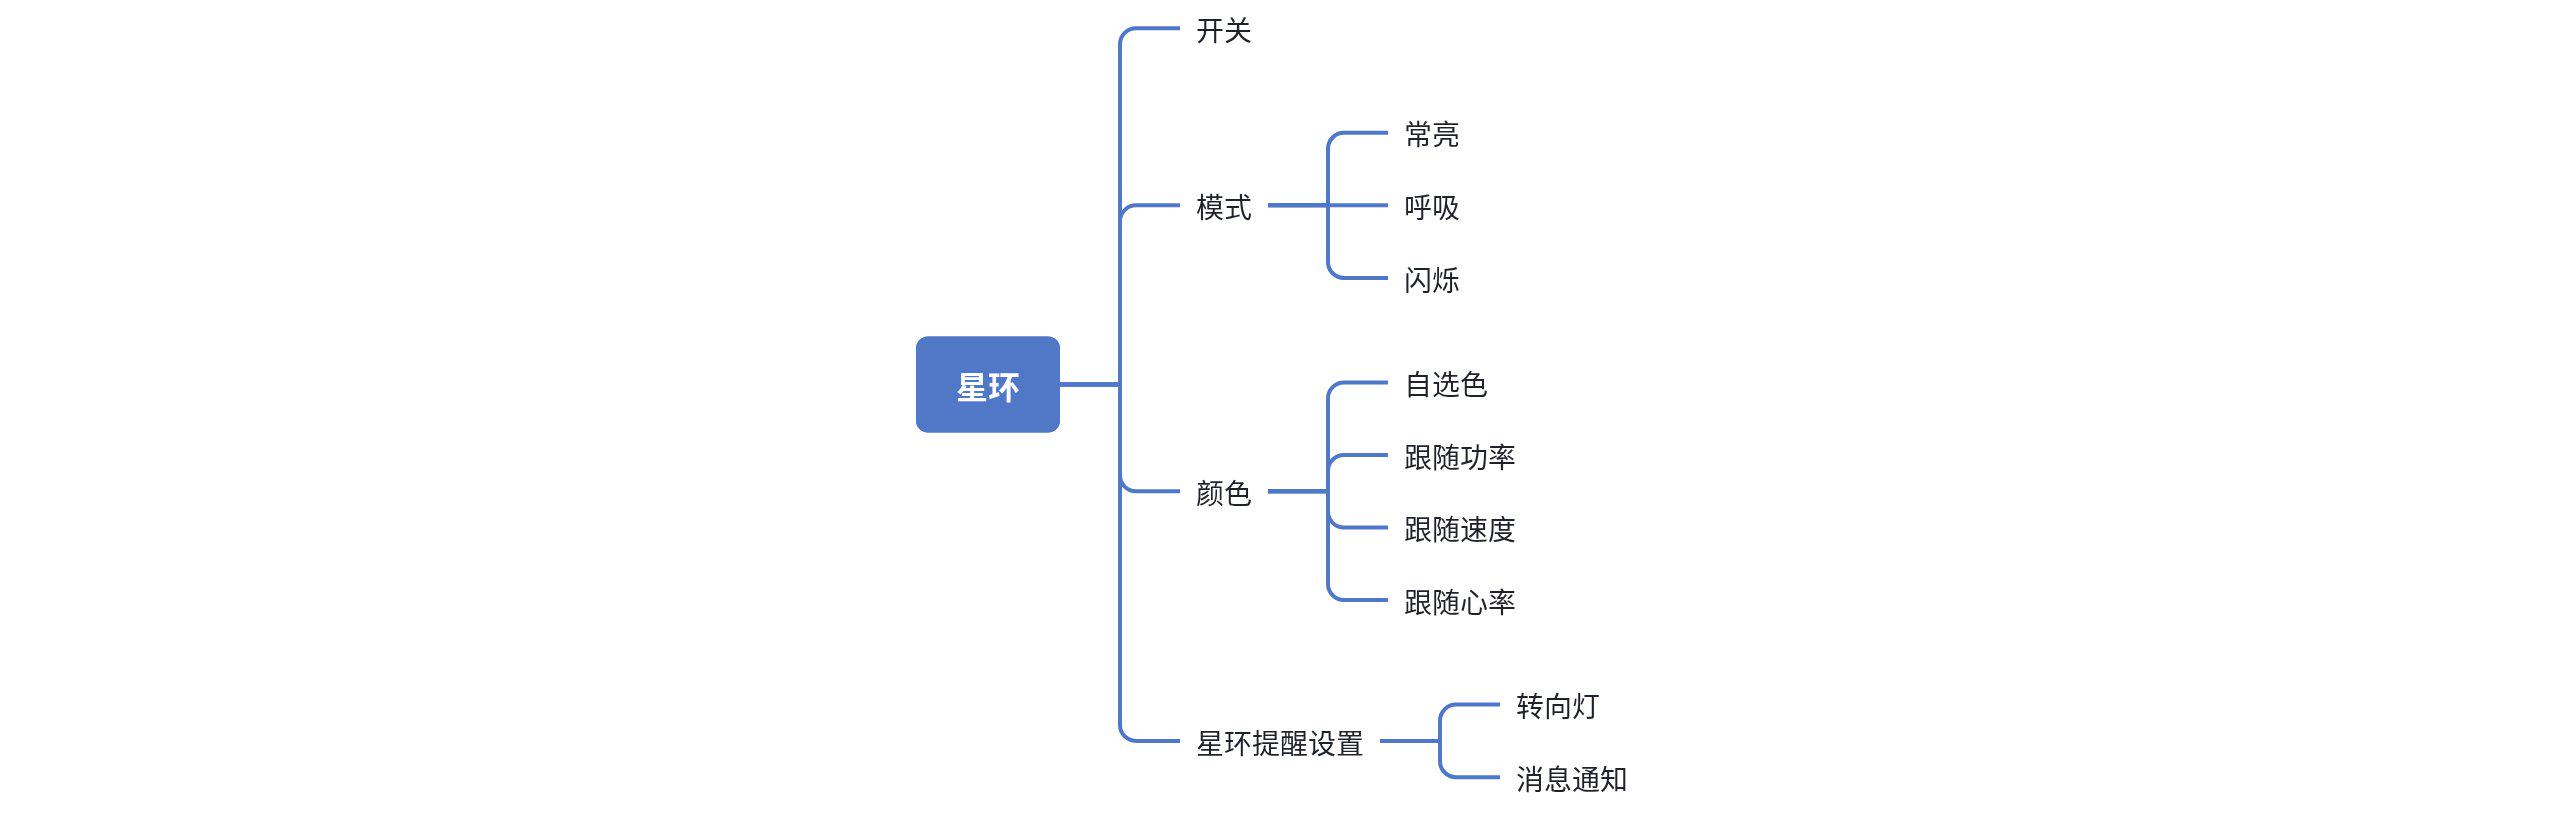 开关
常亮
模式
呼吸
闪烁
星环
自选色
跟随功率
颜色
跟随速度
跟随心率
转向灯
星环提醒设置
消息通知